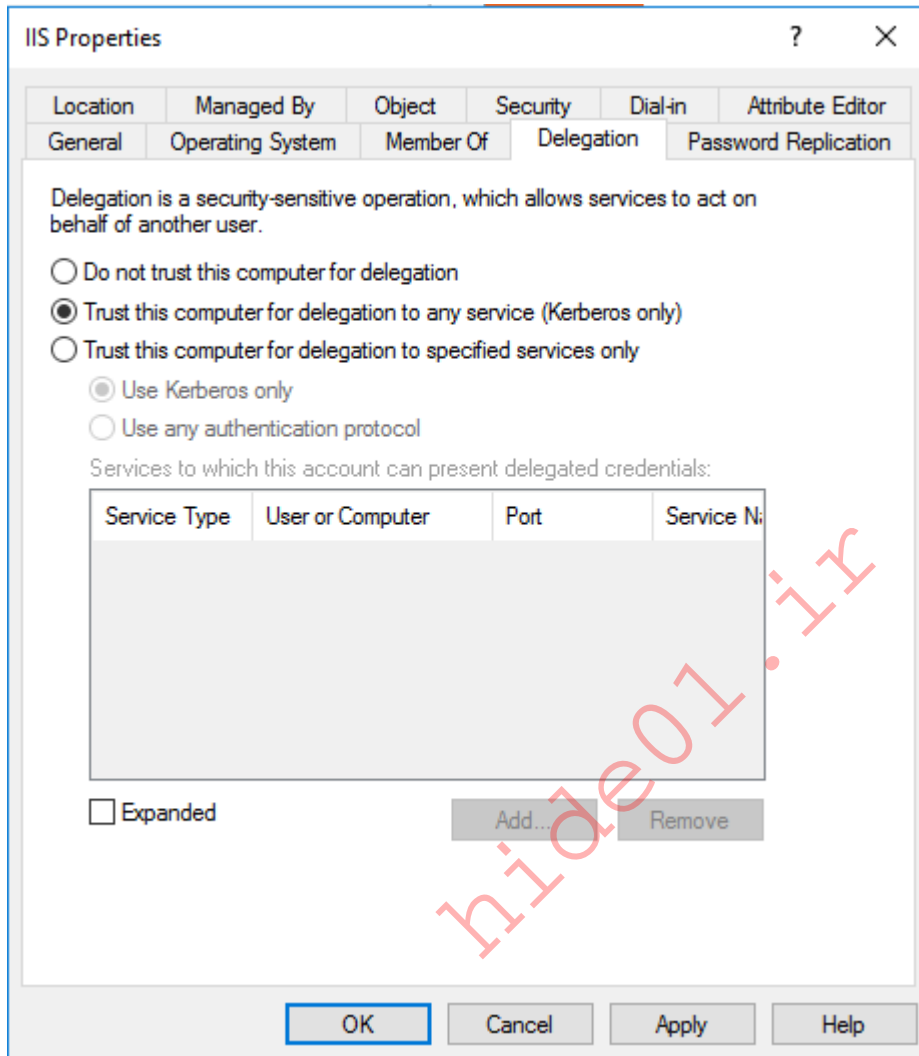 IIS Properties
Location Managed By Object Security Dial-in Attribute Editor
General Operating System Member Of Delegation Password Replication
Delegation is a security-sensitive operation, which allows services to act on
behalf of another user.
Do not trust this computer for delegation
Trust this computer for delegation to any service (Kerberos only)
Trust this computer for delegation to specified services only
Use Kerberos only
Use any authentication protocol
Services to which this account can present delegated credentials:
Service Type User or Computer Port Service Na
Expanded Add... Remove
hide01.ir
OK Cancel Apply Help